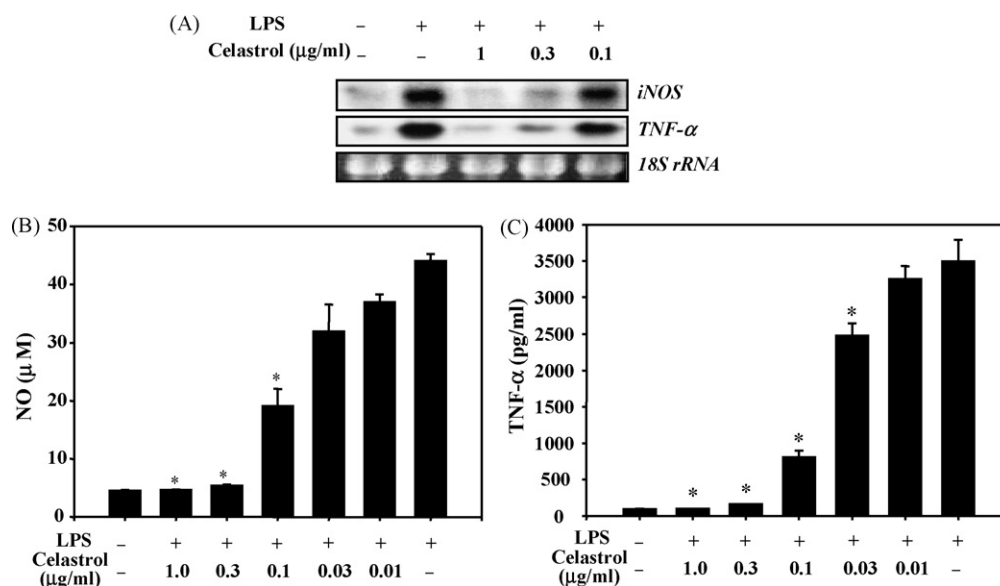 (A)
LPS – + + + +
Celastrol (μg/ml) – – 1 0.3 0.1
iNOS
TNF-α
18S rRNA
(B)
50
40
30
20
10
0
NO (μM)
* * *
LPS – + + + + + +
Celastrol – 1.0 0.3 0.1 0.03 0.01 –
(μg/ml)
(C)
4000
3500
3000
2500
2000
1500
1000
500
0
TNF-α (pg/ml)
* * * *
LPS – + + + + + +
Celastrol – 1.0 0.3 0.1 0.03 0.01 –
(μg/ml)